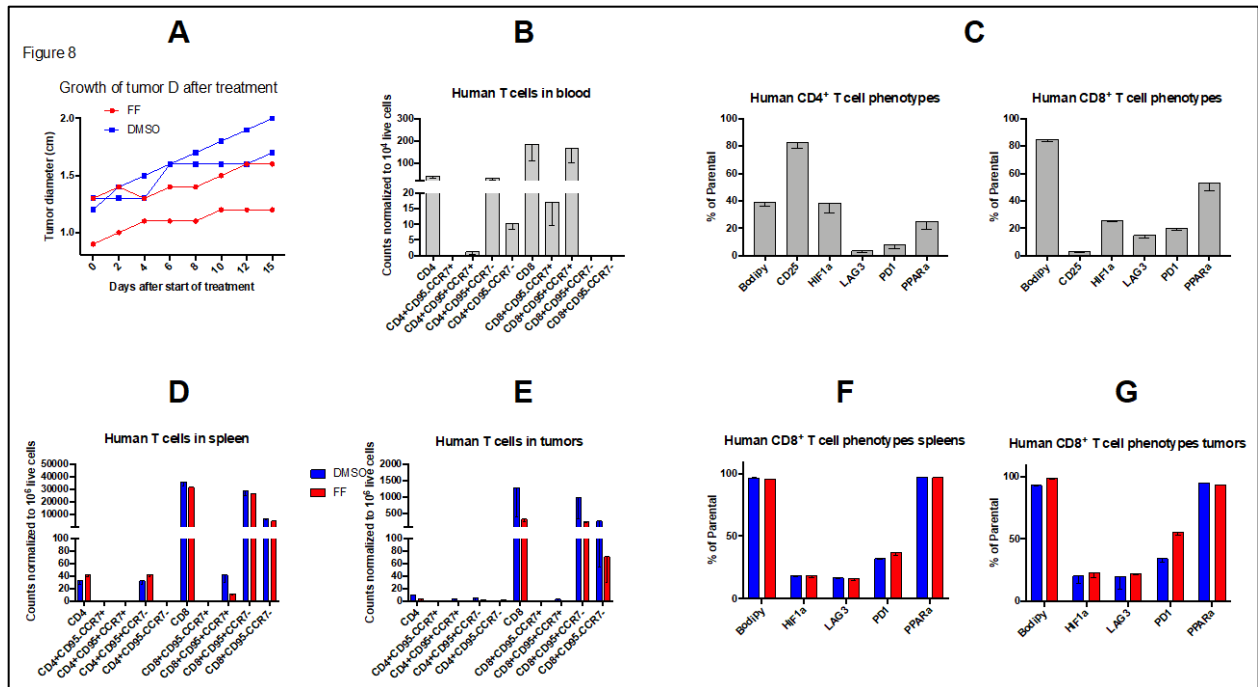 A
B
C
Figure 8
Growth of tumor D after treatment
FF
DMSO
Tumor diameter (cm)
2.0
1.5
1.0
0 2 4 6 8 10 12 15
Days after start of treatment
Human T cells in blood
Counts normalized to 10⁴ live cells
300
200
100
20
15
10
5
0
CD4
CD4+CD95-CCR7+
CD4+CD95+CCR7+
CD4+CD95+CCR7-
CD4+CD95-CCR7-
CD8
CD8+CD95-CCR7+
CD8+CD95+CCR7+
CD8+CD95+CCR7-
CD8+CD95-CCR7-
Human CD4⁺ T cell phenotypes
% of Parental
100
80
60
40
20
0
Bodipy
CD25
HIF1a
LAG3
PD1
PPARa
Human CD8⁺ T cell phenotypes
% of Parental
100
80
60
40
20
0
Bodipy
CD25
HIF1a
LAG3
PD1
PPARa
D
E
F
G
Human T cells in spleen
Counts normalized to 10⁶ live cells
50000
40000
30000
20000
10000
100
80
60
40
20
0
CD4
CD4+CD95-CCR7+
CD4+CD95+CCR7+
CD4+CD95+CCR7-
CD4+CD95-CCR7-
CD8
CD8+CD95-CCR7+
CD8+CD95+CCR7+
CD8+CD95+CCR7-
CD8+CD95-CCR7-
DMSO
FF
Human T cells in tumors
Counts normalized to 10⁶ live cells
2000
1500
1000
500
100
80
60
40
20
0
CD4
CD4+CD95-CCR7+
CD4+CD95+CCR7+
CD4+CD95+CCR7-
CD4+CD95-CCR7-
CD8
CD8+CD95-CCR7+
CD8+CD95+CCR7+
CD8+CD95+CCR7-
CD8+CD95-CCR7-
Human CD8⁺ T cell phenotypes spleens
% of Parental
100
50
0
Bodipy
HIF1a
LAG3
PD1
PPARa
Human CD8⁺ T cell phenotypes tumors
% of Parental
100
50
0
Bodipy
HIF1a
LAG3
PD1
PPARa